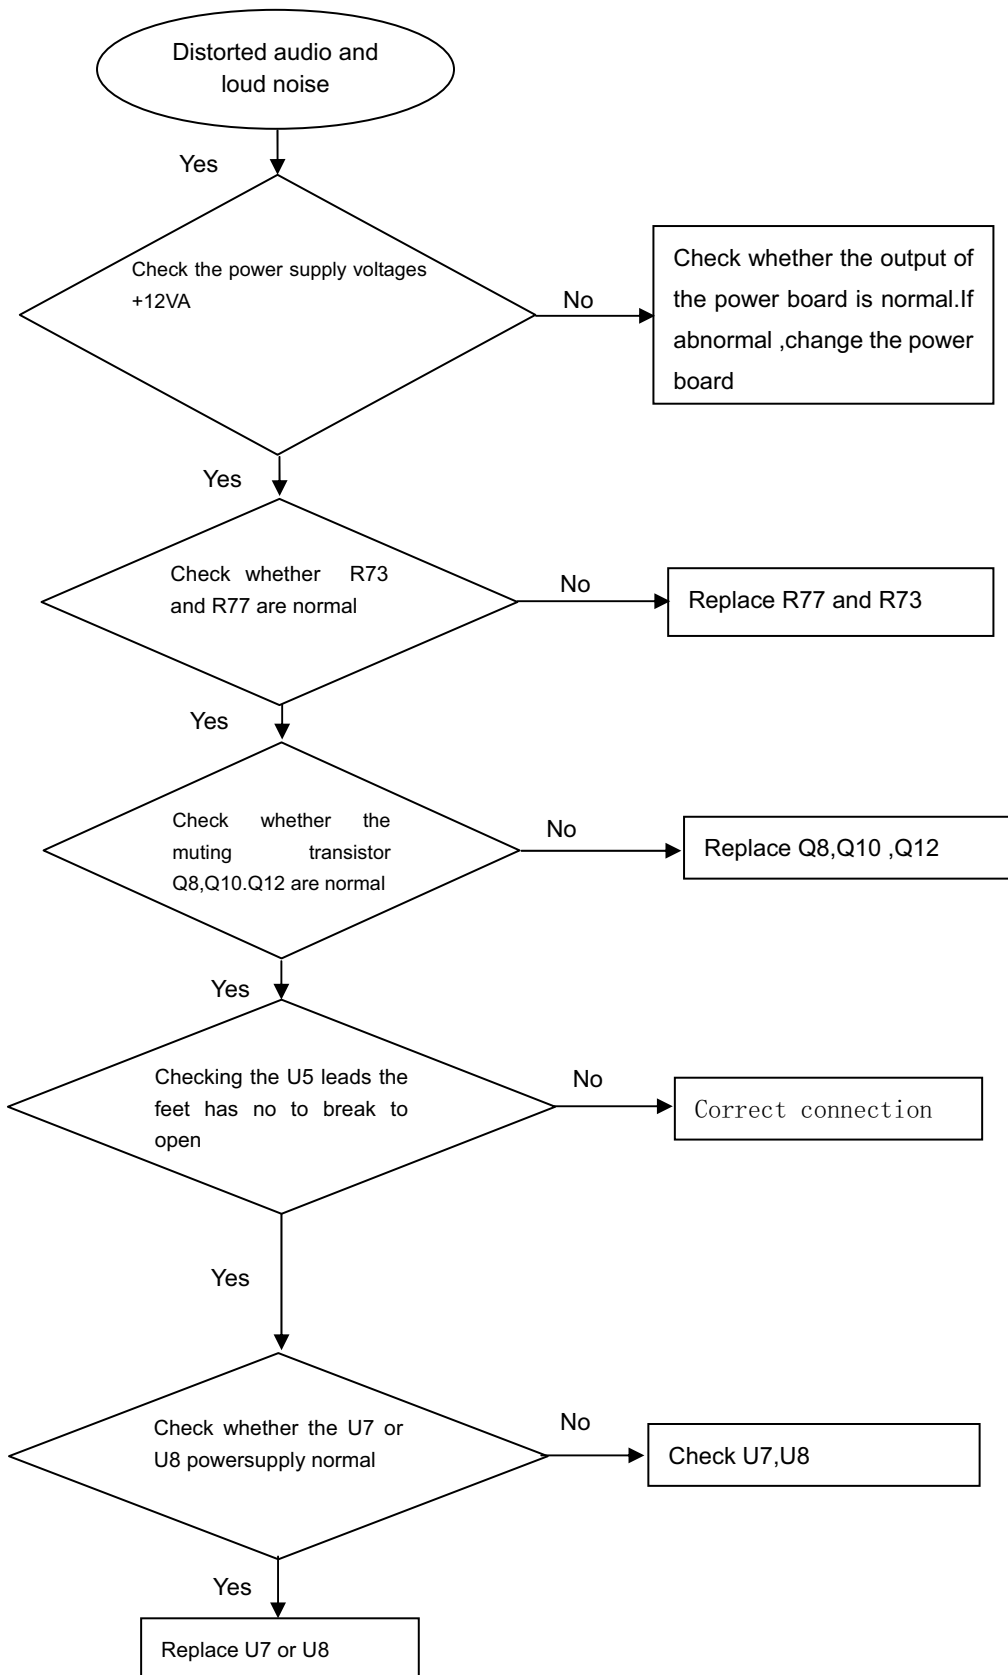 Distorted audio and
loud noise
Yes
Check the power supply voltages
+12VA
No
Check whether the output of
the power board is normal.If
abnormal ,change the power
board
Yes
Check whether R73
and R77 are normal
No
Replace R77 and R73
Yes
Check whether the
muting transistor
Q8,Q10.Q12 are normal
No
Replace Q8,Q10 ,Q12
Yes
Checking the U5 leads the
feet has no to break to
open
No
Correct connection
Yes
Check whether the U7 or
U8 powersupply normal
No
Check U7,U8
Yes
Replace U7 or U8